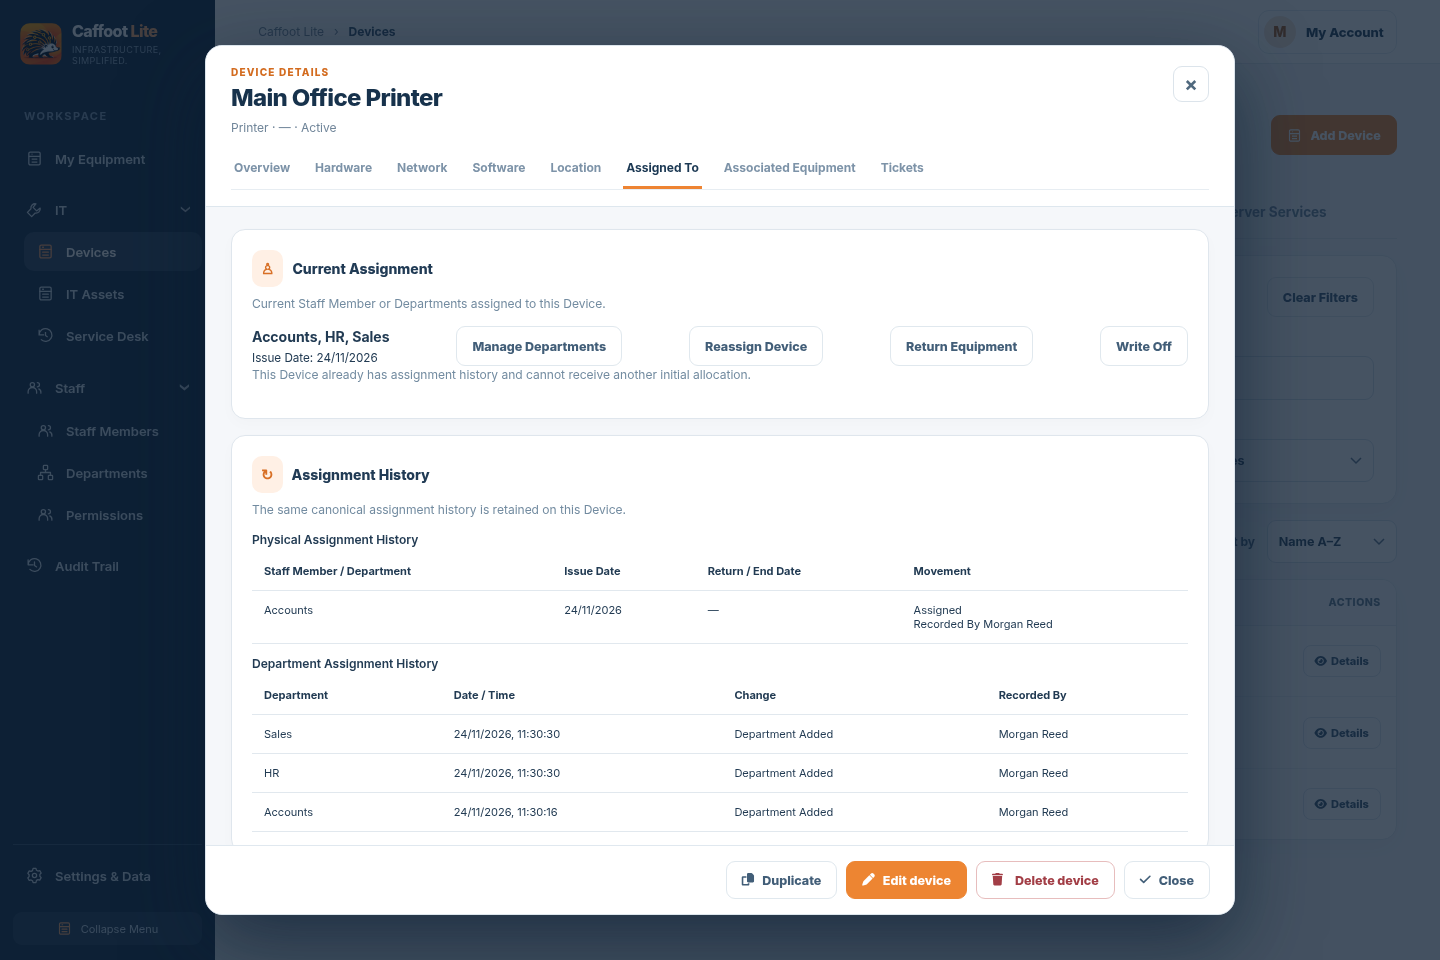 Caffoot Lite
INFRASTRUCTURE,
SIMPLIFIED.
WORKSPACE
My Equipment
IT
Devices
IT Assets
Service Desk
Staff
Staff Members
Departments
Permissions
Audit Trail
Settings & Data
Collapse Menu
Caffoot Lite › Devices
M My Account
Add Device
Server Services
Clear Filters
Name A–Z
by
ACTIONS
Details
Details
Details
DEVICE DETAILS
Main Office Printer
Printer · — · Active
×
Overview Hardware Network Software Location Assigned To Associated Equipment Tickets
Current Assignment
Current Staff Member or Departments assigned to this Device.
Accounts, HR, Sales
Issue Date: 24/11/2026
Manage Departments Reassign Device Return Equipment Write Off
This Device already has assignment history and cannot receive another initial allocation.
Assignment History
The same canonical assignment history is retained on this Device.
Physical Assignment History
Staff Member / Department Issue Date Return / End Date Movement
Accounts 24/11/2026 — Assigned
Recorded By Morgan Reed
Department Assignment History
Department Date / Time Change Recorded By
Sales 24/11/2026, 11:30:30 Department Added Morgan Reed
HR 24/11/2026, 11:30:30 Department Added Morgan Reed
Accounts 24/11/2026, 11:30:16 Department Added Morgan Reed
Duplicate Edit device Delete device Close